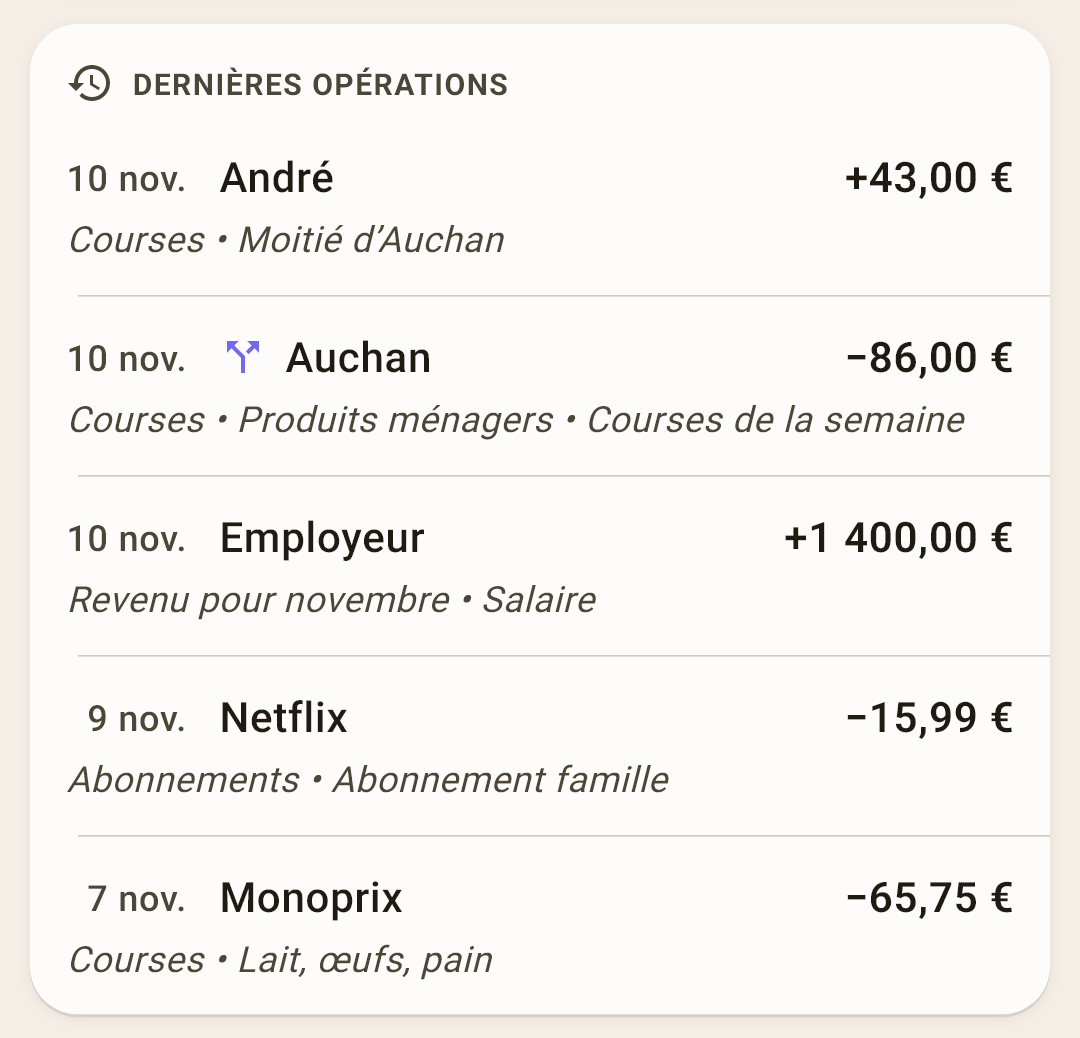 DERNIÈRES OPÉRATIONS
10 nov. André +43,00 €
Courses • Moitié d’Auchan
10 nov. Auchan −86,00 €
Courses • Produits ménagers • Courses de la semaine
10 nov. Employeur +1 400,00 €
Revenu pour novembre • Salaire
9 nov. Netflix −15,99 €
Abonnements • Abonnement famille
7 nov. Monoprix −65,75 €
Courses • Lait, œufs, pain